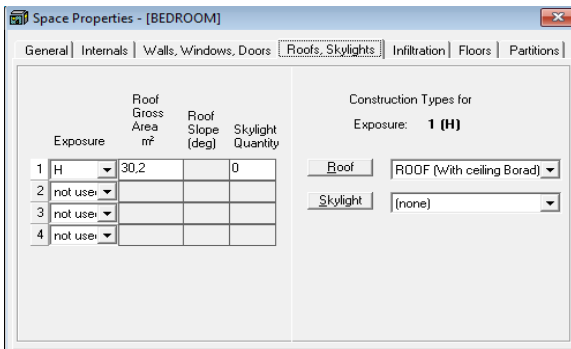 Space Properties - [BEDROOM]
General Internals Walls, Windows, Doors Roofs, Skylights Infiltration Floors Partitions
Exposure
Roof
Gross
Area
m²
Roof
Slope
(deg)
Skylight
Quantity
1 H 30,2 0
2 not use
3 not use
4 not use
Construction Types for
Exposure: 1 (H)
Roof ROOF (With ceiling Borad)
Skylight (none)